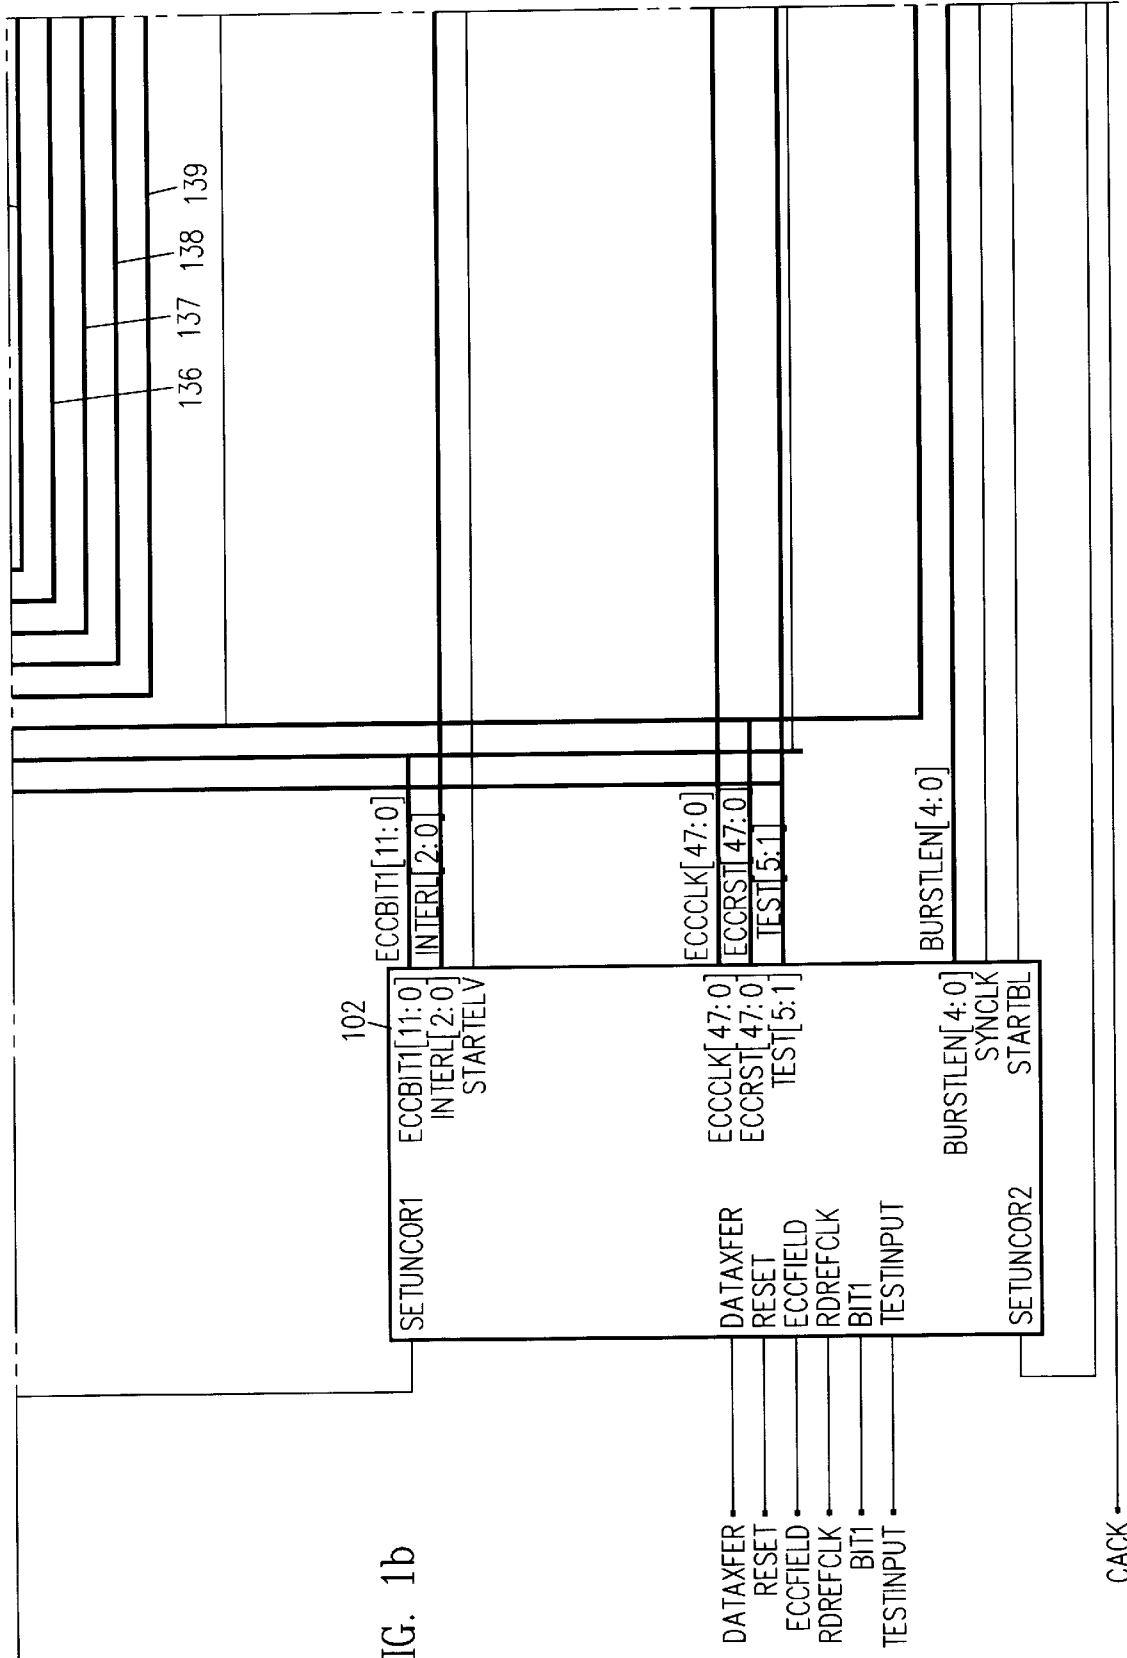 IG. 1b
136
137
138
139
102
ECCBIT1[11:0]
INTERL[2:0]
ECCCLK[47:0]
ECCRST[47:0]
TEST[5:1]
BURSTLEN[4:0]
SETUNCOR1
ECCBIT1[11:0]
INTERL[2:0]
STARTELV
ECCCLK[47:0]
ECCRST[47:0]
TEST[5:1]
BURSTLEN[4:0]
SYNCLK
STARTBL
DATAXFER
RESET
ECCFIELD
RDREFCLK
BIT1
TESTINPUT
SETUNCOR2
DATAXFER
RESET
ECCFIELD
RDREFCLK
BIT1
TESTINPUT
CACK